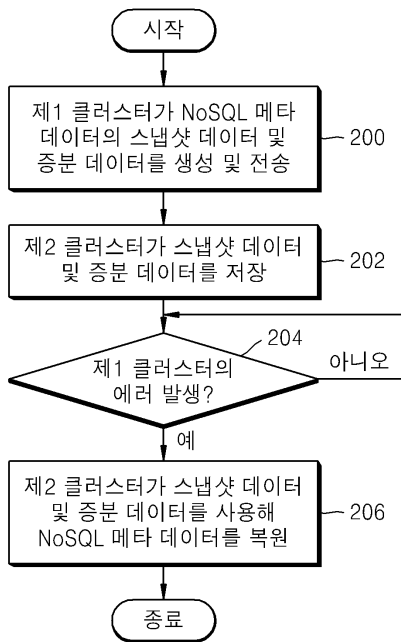 시작
제1 클러스터가 NoSQL 메타
데이터의 스냅샷 데이터 및
증분 데이터를 생성 및 전송
200
제2 클러스터가 스냅샷 데이터
및 증분 데이터를 저장
202
204
제1 클러스터의
에러 발생?
아니오
예
제2 클러스터가 스냅샷 데이터
및 증분 데이터를 사용해
NoSQL 메타 데이터를 복원
206
종료